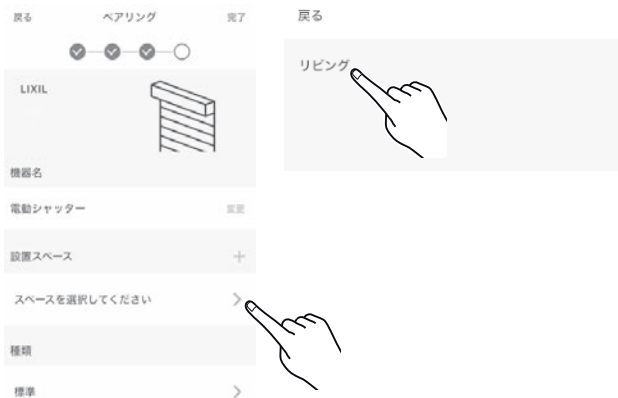 戻る ペアリング 完了
LIXIL
機器名
電動シャッター 変更
設置スペース +
スペースを選択してください >
種類
標準 >
戻る
リビング